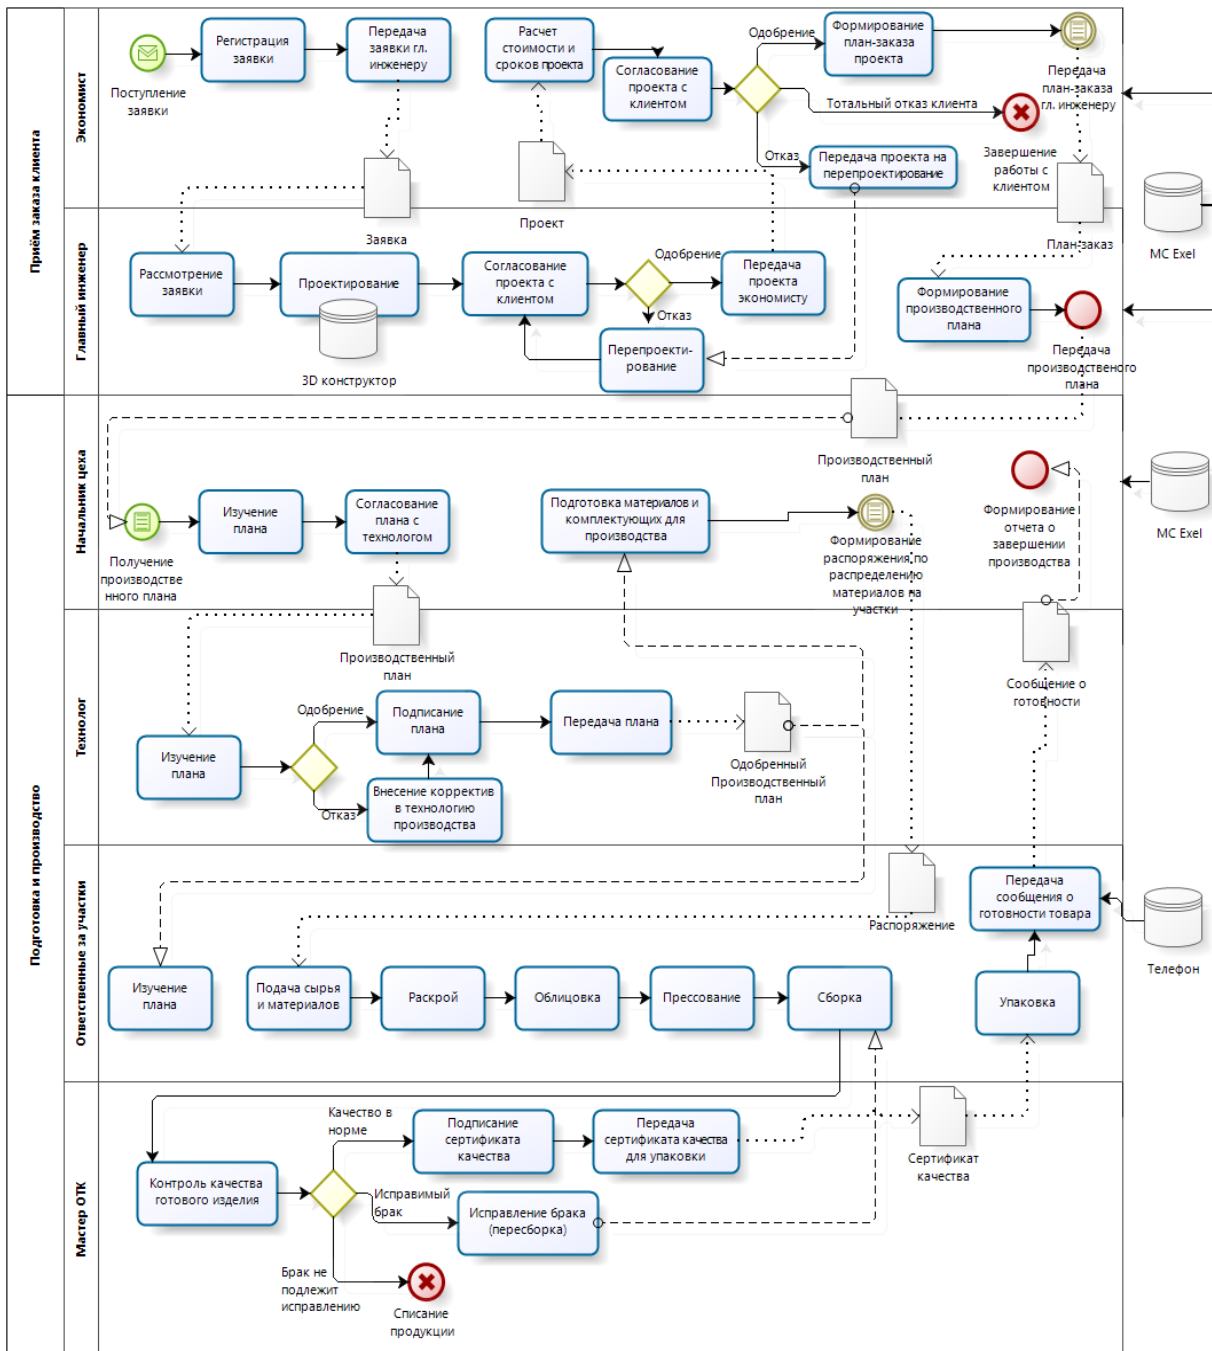 Приём заказа клиента
Экономист
Поступление
заявки
Регистрация
заявки
Передача
заявки гл.
инженеру
Расчет
стоимости и
сроков проекта
Согласование
проекта с
клиентом
Одобрение
Формирование
план-заказа
проекта
Передача
план-заказа
гл. инженеру
Тотальный отказ клиента
Завершение
работы с
клиентом
Отказ
Передача проекта на
перепроектирование
Заявка
Проект
План-заказ
МС Exel
Главный инженер
Рассмотрение
заявки
Проектирование
3D конструктор
Согласование
проекта с
клиентом
Одобрение
Отказ
Передача
проекта
экономисту
Перепроекти-
рование
Формирование
производственного
плана
Передача
производственого
плана
Подготовка и производство
Начальник цеха
Производственный
план
Получение
производстве
нного плана
Изучение
плана
Согласование
плана с
технологом
Подготовка материалов и
комплектующих для
производства
Формирование
распоряжения по
распределению
материалов на
участки
Формирование
отчета о
завершении
производства
МС Exel
Технолог
Производственный
план
Изучение
плана
Одобрение
Отказ
Подписание
плана
Внесение корректив
в технологию
производства
Передача плана
Одобренный
Производственный
план
Сообщение о
готовности
Ответственные за участки
Изучение
плана
Подача сырья
и материалов
Раскрой
Облицовка
Прессование
Сборка
Распоряжение
Передача
сообщения о
готовности товара
Упаковка
Телефон
Мастер ОТК
Контроль качества
готового изделия
Качество в
норме
Подписание
сертификата
качества
Передача
сертификата качества
для упаковки
Сертификат
качества
Исправимый
брак
Исправление брака
(пересборка)
Брак не
подлежит
исправлению
Списание
продукции